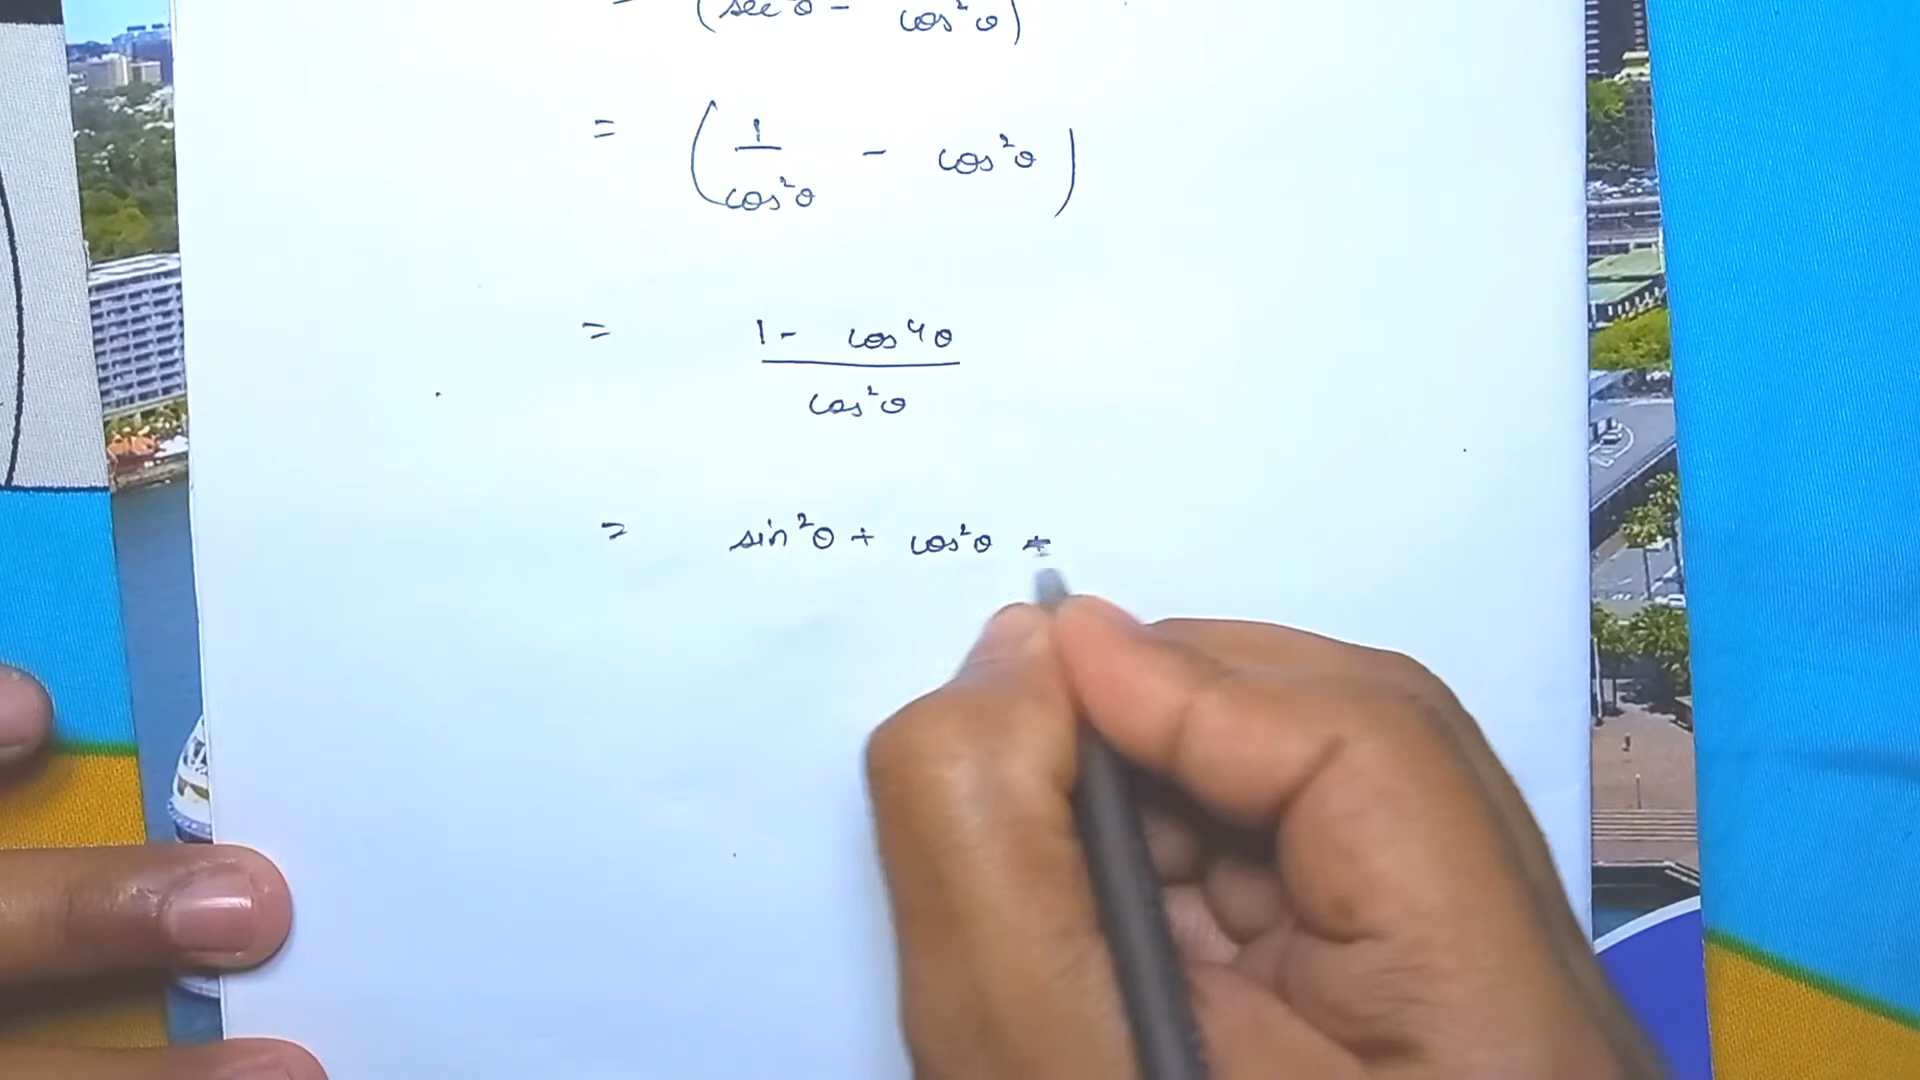 = (sec²θ - cos²θ)
= (1/cos²θ - cos²θ)
= 1 - cos⁴θ
cos²θ
= sin²θ + cos²θ